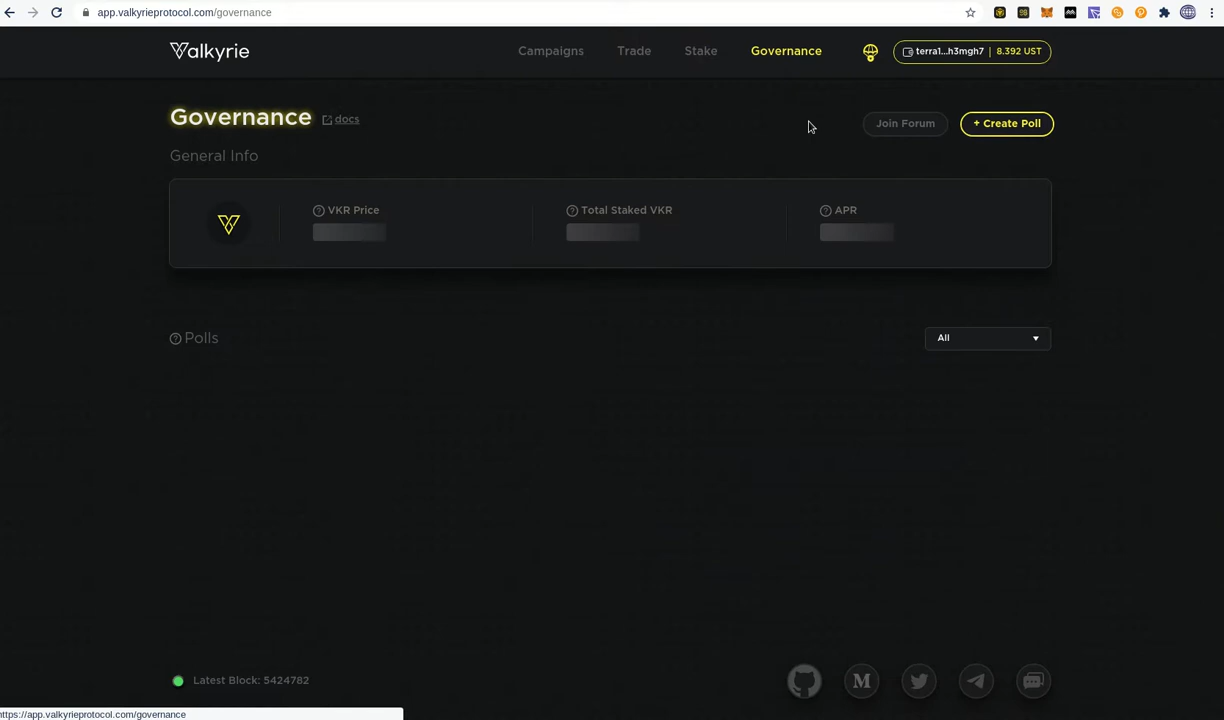 app.valkyrieprotocol.com/governance
Valkyrie
Campaigns
Trade
Stake
Governance
terra1...h3mgh7 | 8.392 UST
Governance
docs
Join Forum
+ Create Poll
General Info
VKR Price
Total Staked VKR
APR
Polls
All
Latest Block: 5424782
https://app.valkyrieprotocol.com/governance